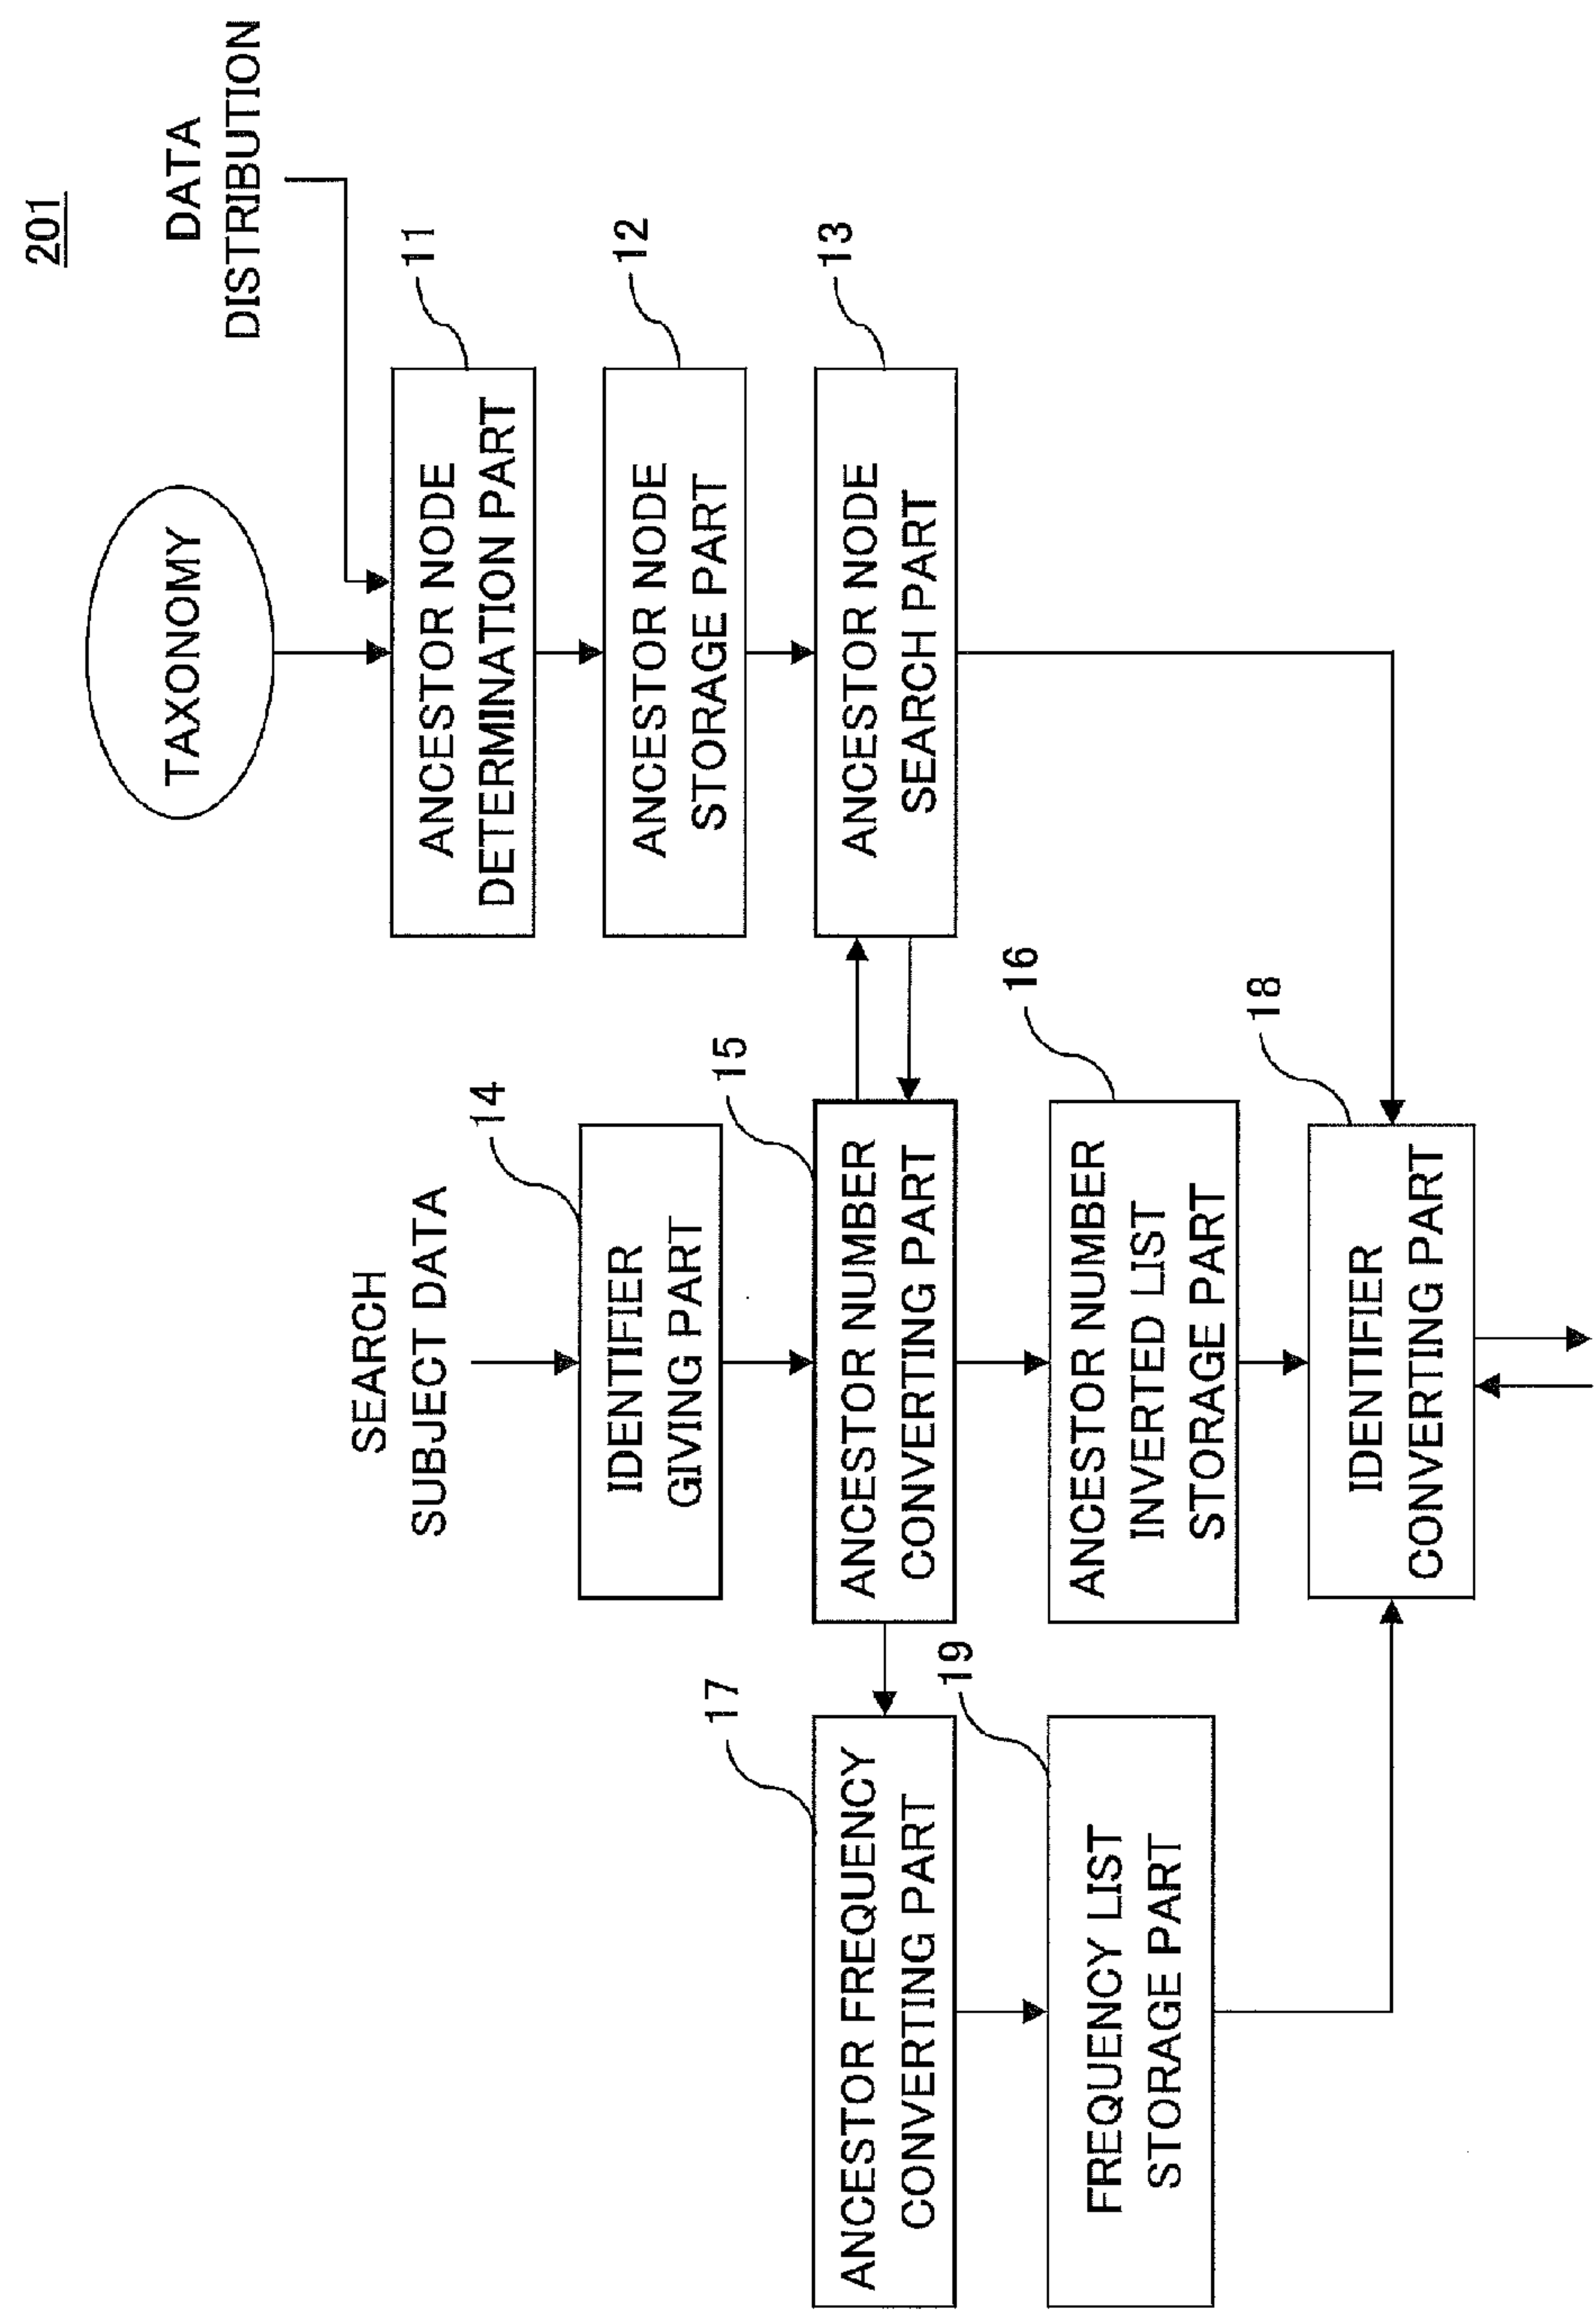 201
TAXONOMY
DATA
DISTRIBUTION
11
ANCESTOR NODE
DETERMINATION PART
12
ANCESTOR NODE
STORAGE PART
13
ANCESTOR NODE
SEARCH PART
SEARCH
SUBJECT DATA
14
IDENTIFIER
GIVING PART
15
ANCESTOR NUMBER
CONVERTING PART
16
ANCESTOR NUMBER
INVERTED LIST
STORAGE PART
17
ANCESTOR FREQUENCY
CONVERTING PART
19
FREQUENCY LIST
STORAGE PART
18
IDENTIFIER
CONVERTING PART